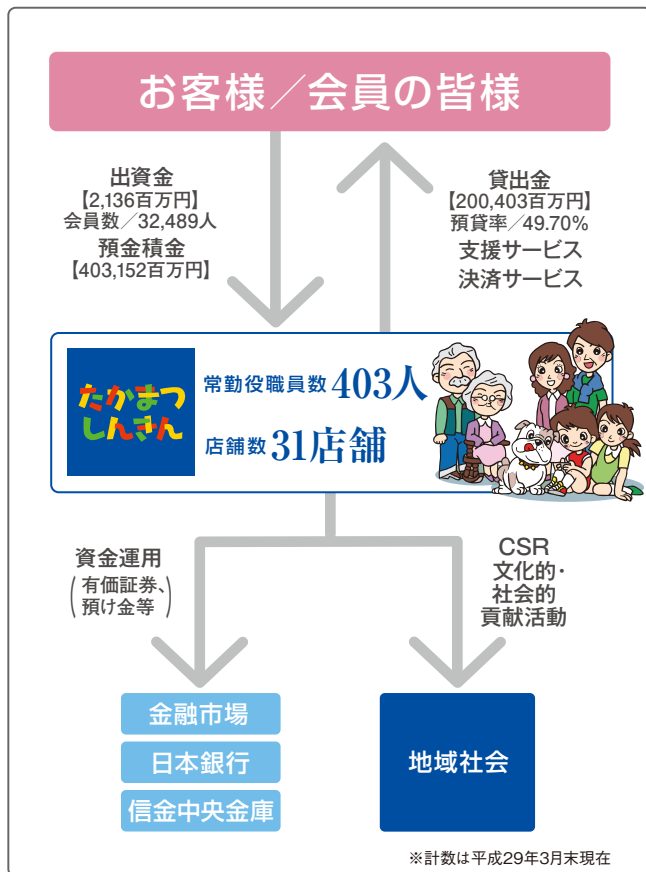 お客様／会員の皆様
出資金
【2,136百万円】
会員数／32,489人
預金積金
【403,152百万円】
貸出金
【200,403百万円】
預貸率／49.70%
支援サービス
決済サービス
たかまつ
しんきん
常勤役職員数 403人
店舗数 31店舗
資金運用
(有価証券、
預け金等)
CSR
文化的・
社会的
貢献活動
金融市場
日本銀行
信金中央金庫
地域社会
※計数は平成29年3月末現在